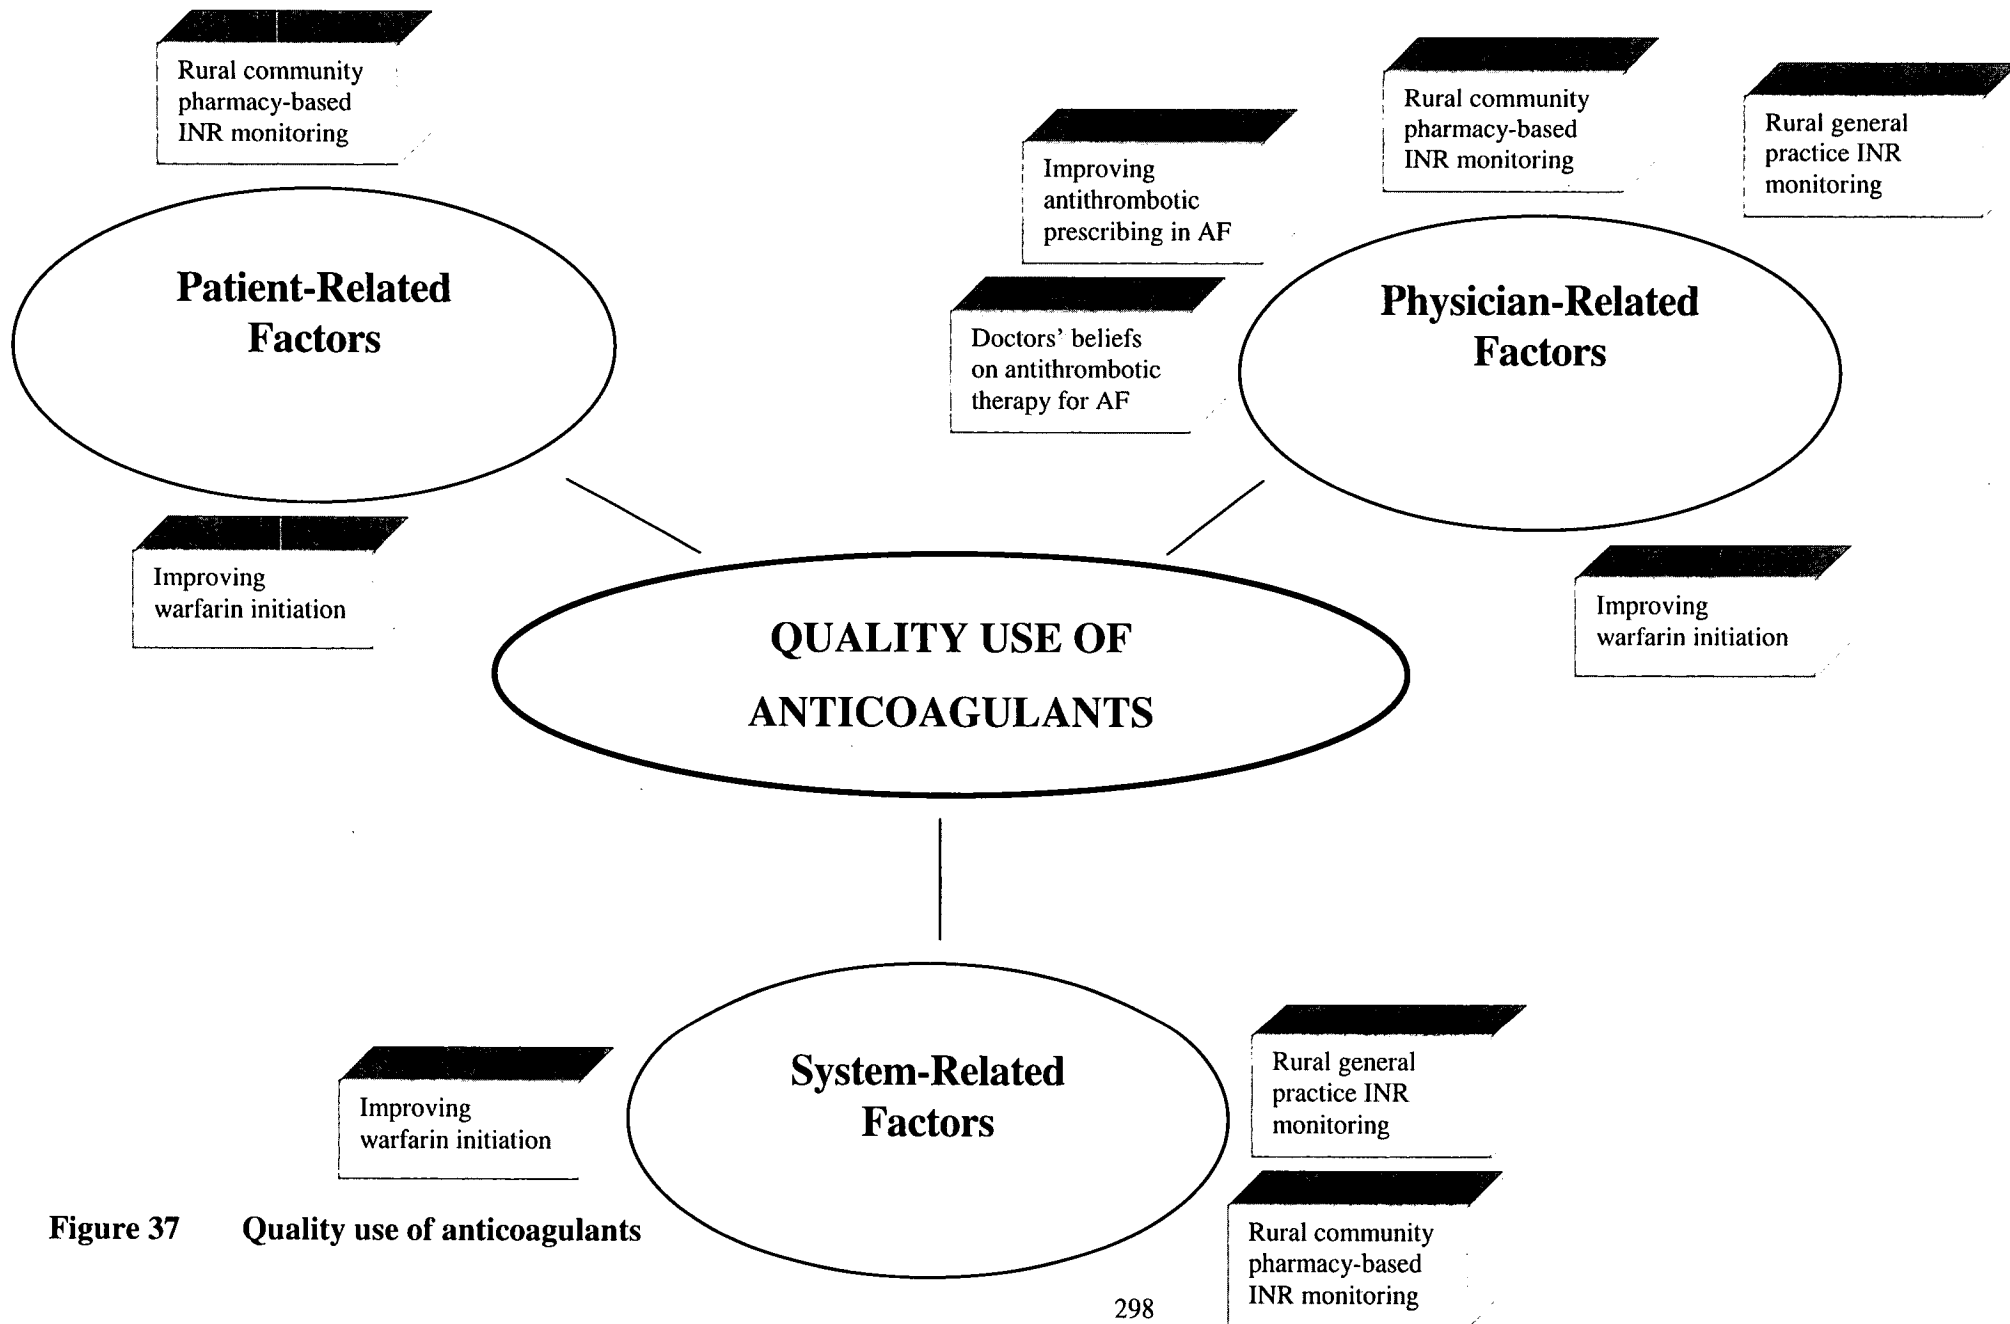 Rural community
pharmacy-based
INR monitoring
Patient-Related
Factors
Improving
warfarin initiation
Rural community
pharmacy-based
INR monitoring
Rural general
practice INR
monitoring
Improving
antithrombotic
prescribing in AF
Doctors' beliefs
on antithrombotic
therapy for AF
Physician-Related
Factors
Improving
warfarin initiation
QUALITY USE OF
ANTICOAGULANTS
System-Related
Factors
Improving
warfarin initiation
Rural general
practice INR
monitoring
Rural community
pharmacy-based
INR monitoring
Figure 37 Quality use of anticoagulants
298